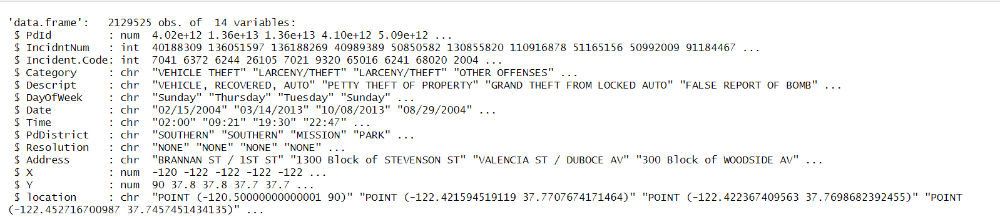 'data.frame':   2129525 obs. of  14 variables:
 $ PdId         : num  4.02e+12 1.36e+13 1.36e+13 4.10e+12 5.09e+12 ...
 $ IncidntNum   : int  40188309 136051597 136188269 40989389 50850582 130855820 110916878 51165156 50992009 91184467 ...
 $ Incident.Code: int  7041 6372 6244 26105 7021 9320 65016 6241 68020 2004 ...
 $ Category     : chr  "VEHICLE THEFT" "LARCENY/THEFT" "LARCENY/THEFT" "OTHER OFFENSES" ...
 $ Descript     : chr  "VEHICLE, RECOVERED, AUTO" "PETTY THEFT OF PROPERTY" "GRAND THEFT FROM LOCKED AUTO" "FALSE REPORT OF BOMB" ...
 $ DayOfWeek    : chr  "Sunday" "Thursday" "Tuesday" "Sunday" ...
 $ Date         : chr  "02/15/2004" "03/14/2013" "10/08/2013" "08/29/2004" ...
 $ Time         : chr  "02:00" "09:21" "19:30" "22:47" ...
 $ PdDistrict   : chr  "SOUTHERN" "SOUTHERN" "MISSION" "PARK" ...
 $ Resolution   : chr  "NONE" "NONE" "NONE" "NONE" ...
 $ Address      : chr  "BRANNAN ST / 1ST ST" "1300 Block of STEVENSON ST" "VALENCIA ST / DUBOCE AV" "300 Block of WOODSIDE AV" ...
 $ X            : num  -120 -122 -122 -122 -122 ...
 $ Y            : num  90 37.8 37.8 37.7 37.7 ...
 $ location     : chr  "POINT (-120.50000000000001 90)" "POINT (-122.421594519119 37.7707674171464)" "POINT (-122.422367409563 37.7698682392455)" "POINT
(-122.452716700987 37.7457451434135)" ...